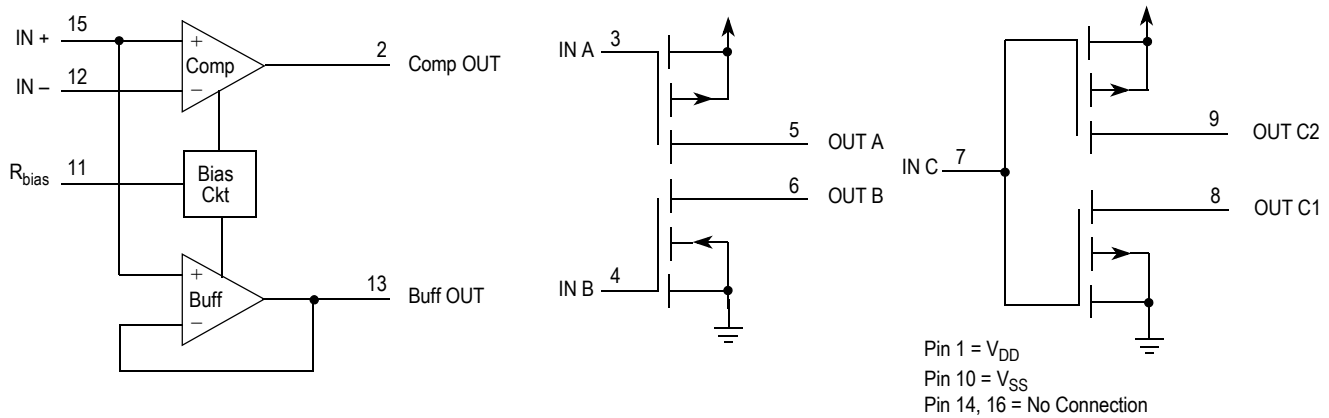 IN +
15
+
Comp
−
2
Comp OUT
IN –
12
R_bias
11
Bias
Ckt
+
Buff
−
13
Buff OUT
IN A
3
5
OUT A
6
OUT B
IN B
4
IN C
7
9
OUT C2
8
OUT C1
Pin 1 = V_DD
Pin 10 = V_SS
Pin 14, 16 = No Connection